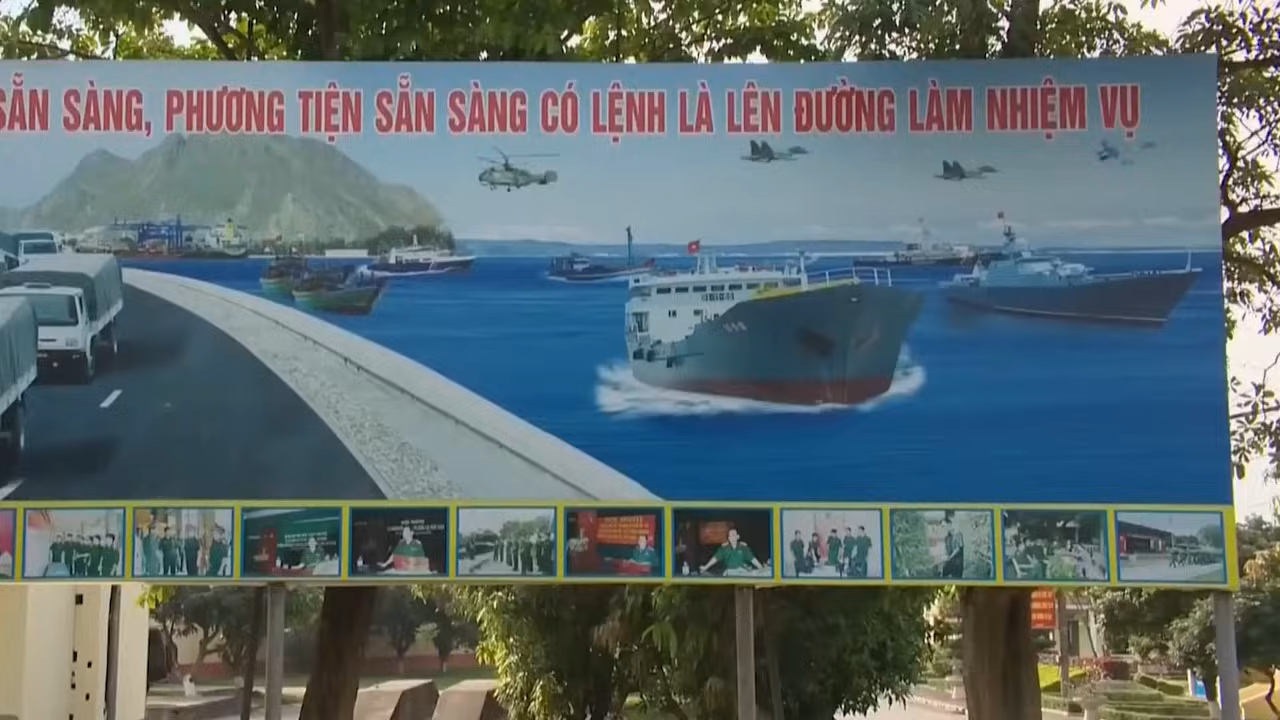 SẴN SÀNG, PHƯƠNG TIỆN SẴN SÀNG CÓ LỆNH LÀ LÊN ĐƯỜNG LÀM NHIỆM VỤ